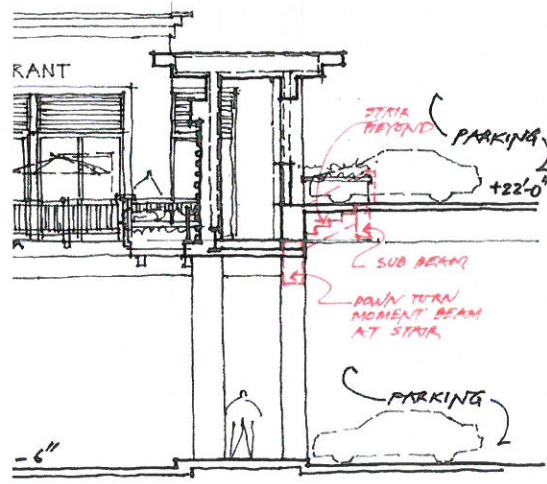 RANT
STAIR
BEYOND
PARKING
+22'-0"
SUB BEAM
DOWN TURN
MOMENT BEAM
AT STAIR
PARKING
-6"